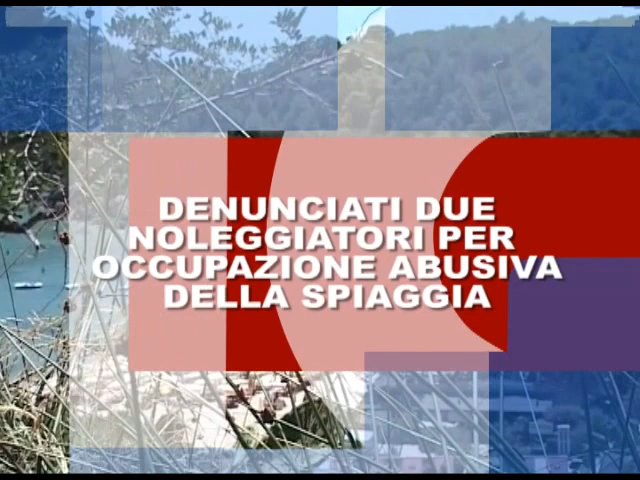 DENUNCIATI DUE
NOLEGGIATORI PER
OCCUPAZIONE ABUSIVA
DELLA SPIAGGIA